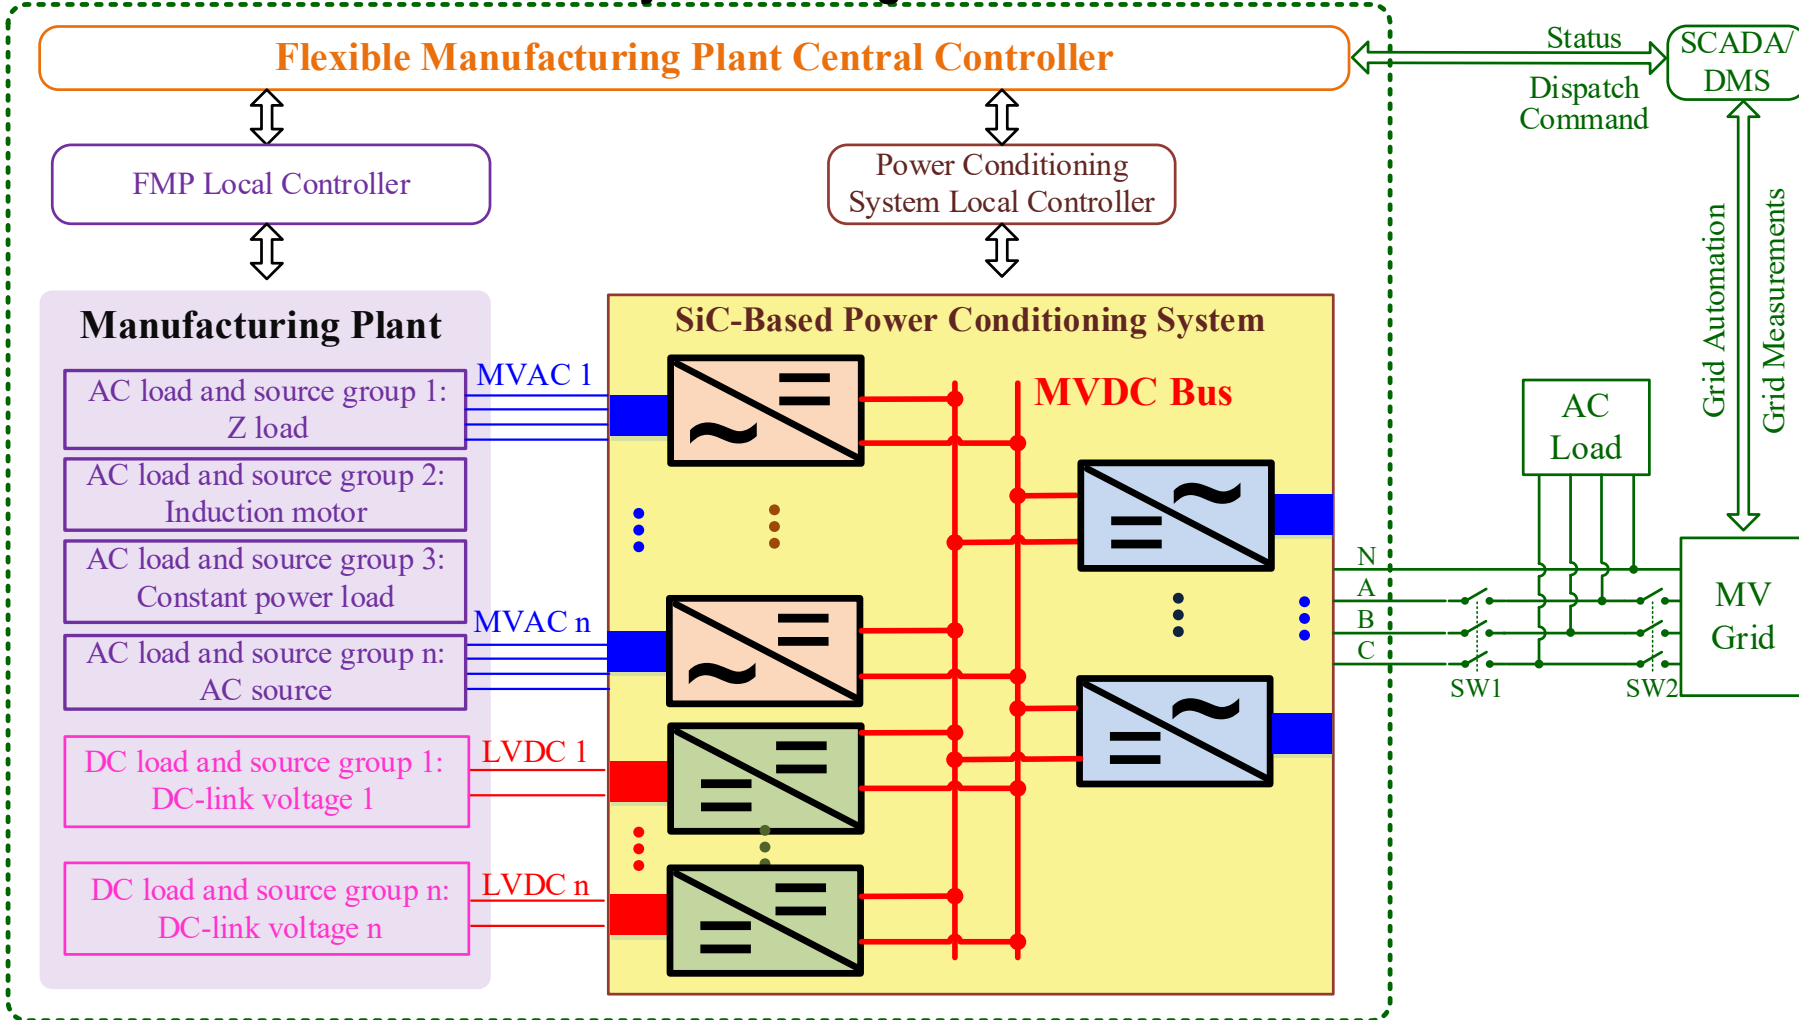 Flexible Manufacturing Plant Central Controller
Status
Dispatch
Command
SCADA/
DMS
FMP Local Controller
Power Conditioning
System Local Controller
Grid Automation
Grid Measurements
Manufacturing Plant
AC load and source group 1:
Z load
AC load and source group 2:
Induction motor
AC load and source group 3:
Constant power load
AC load and source group n:
AC source
DC load and source group 1:
DC-link voltage 1
DC load and source group n:
DC-link voltage n
MVAC 1
MVAC n
LVDC 1
LVDC n
SiC-Based Power Conditioning System
MVDC Bus
N
A
B
C
SW1
SW2
AC
Load
MV
Grid